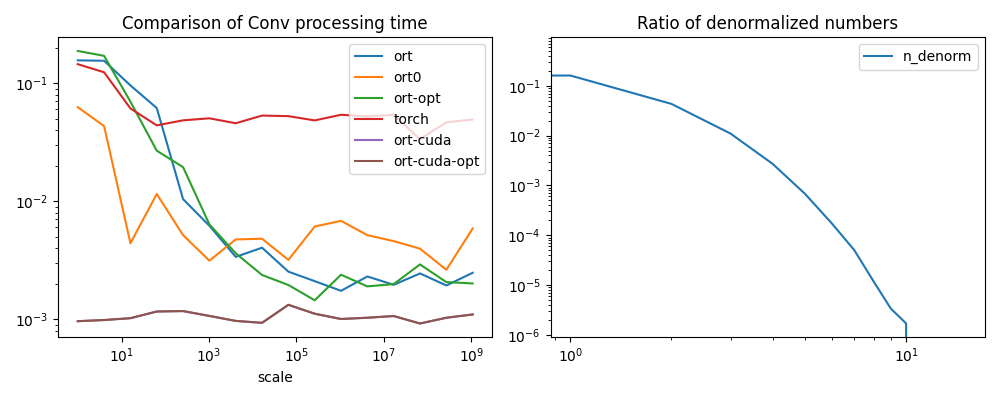 Comparison of Conv processing time
ort
ort0
ort-opt
torch
ort-cuda
ort-cuda-opt
10⁻¹
10⁻²
10⁻³
10¹
10³
10⁵
10⁷
10⁹
scale
Ratio of denormalized numbers
n_denorm
10⁻¹
10⁻²
10⁻³
10⁻⁴
10⁻⁵
10⁻⁶
10⁰
10¹